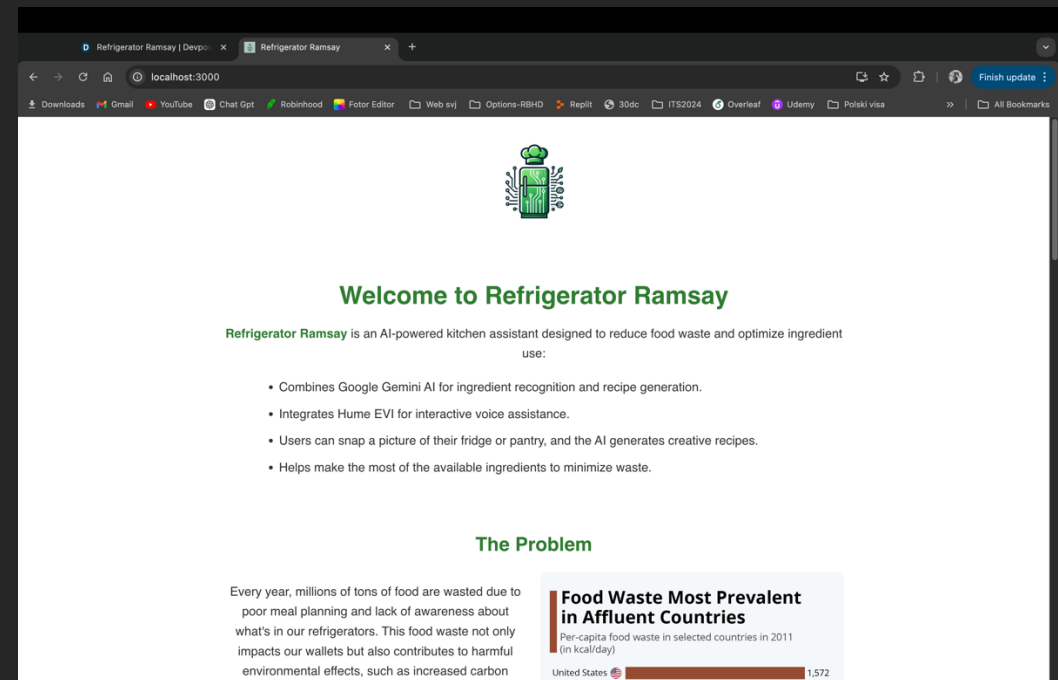 Refrigerator Ramsay | Devpos
Refrigerator Ramsay
localhost:3000
Finish update
Downloads Gmail YouTube Chat Gpt Robinhood Fotor Editor Web svj Options-RBHD Replit 30dc ITS2024 Overleaf Udemy Polski visa » All Bookmarks
Welcome to Refrigerator Ramsay
Refrigerator Ramsay is an AI-powered kitchen assistant designed to reduce food waste and optimize ingredient
use:
• Combines Google Gemini AI for ingredient recognition and recipe generation.
• Integrates Hume EVI for interactive voice assistance.
• Users can snap a picture of their fridge or pantry, and the AI generates creative recipes.
• Helps make the most of the available ingredients to minimize waste.
The Problem
Every year, millions of tons of food are wasted due to
poor meal planning and lack of awareness about
what's in our refrigerators. This food waste not only
impacts our wallets but also contributes to harmful
environmental effects, such as increased carbon
Food Waste Most Prevalent
in Affluent Countries
Per-capita food waste in selected countries in 2011
(in kcal/day)
United States 1,572